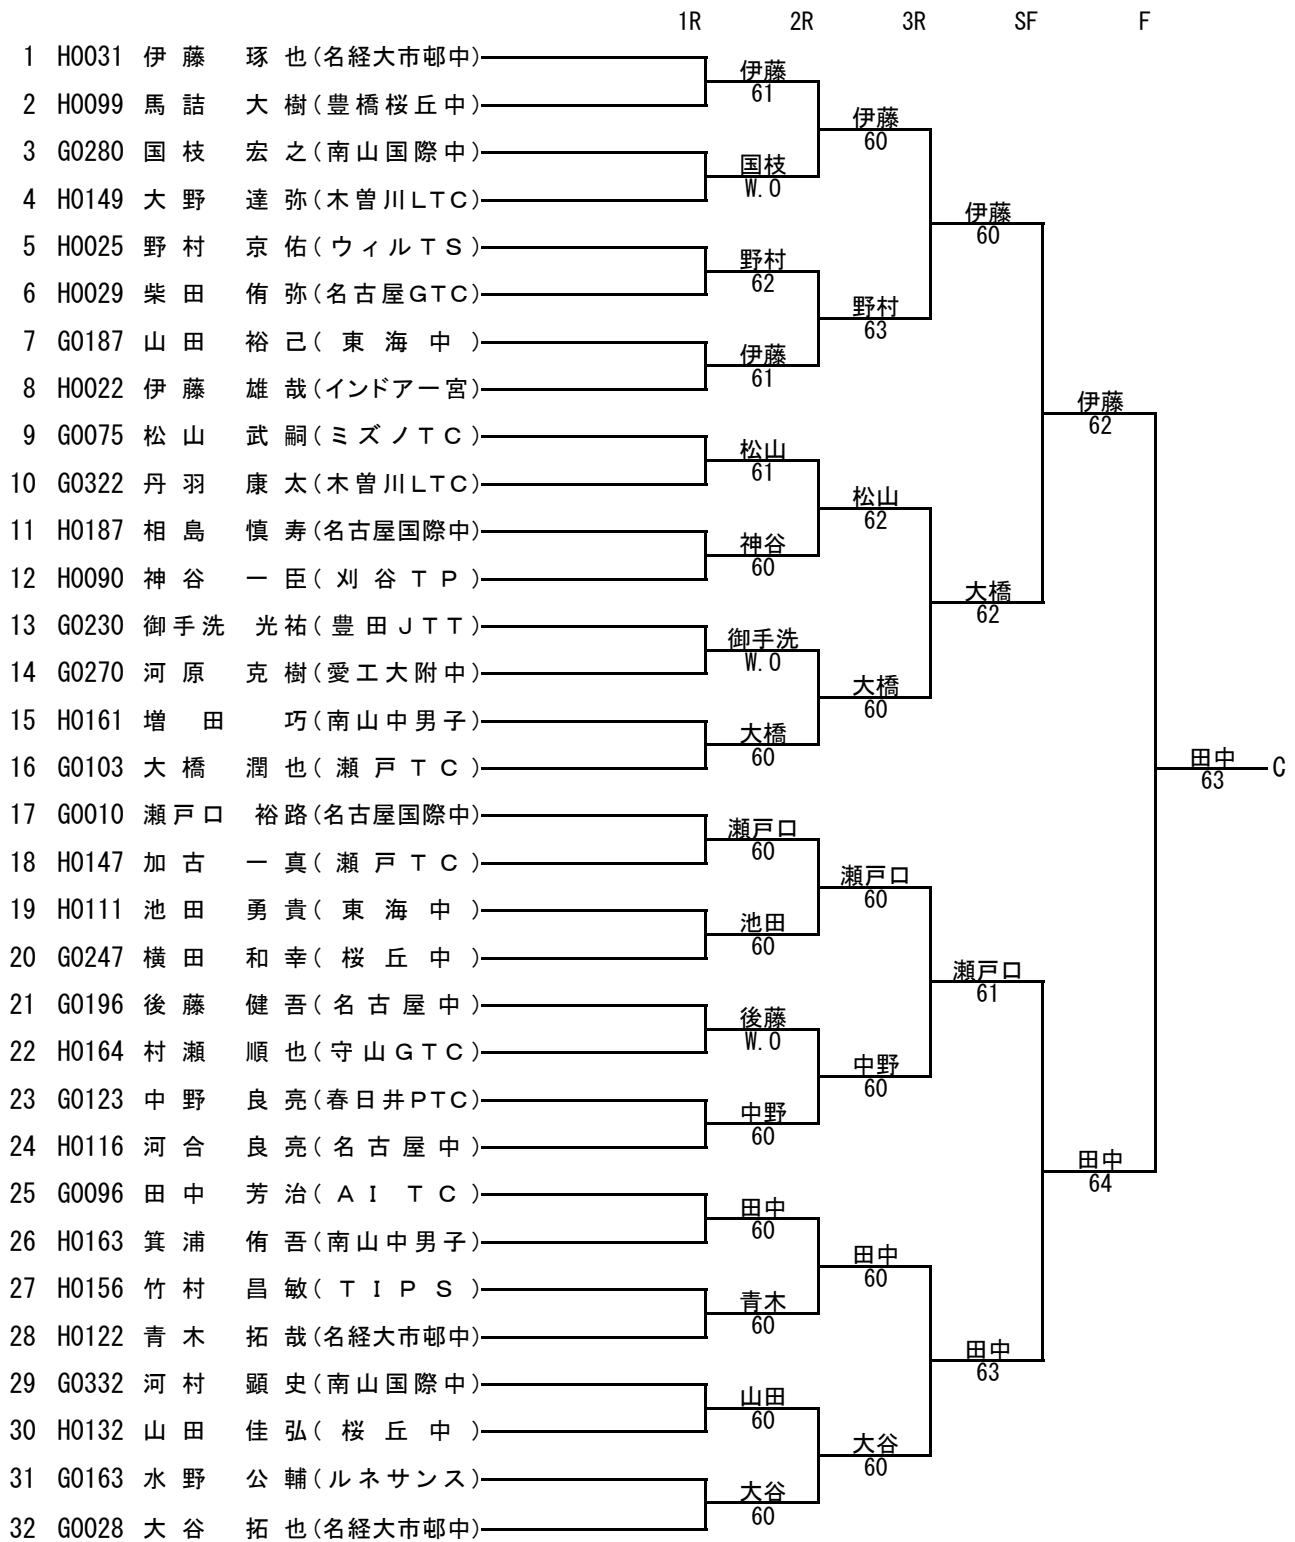 1R 2R 3R SF F
1 H0031 伊藤 琢也(名経大市邨中)
伊藤
61
2 H0099 馬詰 大樹(豊橋桜丘中)
伊藤
60
3 G0280 国枝 宏之(南山国際中)
国枝
W.O
4 H0149 大野 達弥(木曽川LTC)
伊藤
60
5 H0025 野村 京佑(ウィルTS)
野村
62
6 H0029 柴田 侑弥(名古屋GTC)
野村
63
7 G0187 山田 裕己(東海中)
伊藤
61
8 H0022 伊藤 雄哉(インドアー宮)
伊藤
62
9 G0075 松山 武嗣(ミズノTC)
松山
61
10 G0322 丹羽 康太(木曽川LTC)
松山
62
11 H0187 相島 慎寿(名古屋国際中)
神谷
60
12 H0090 神谷 一臣(刈谷TP)
大橋
62
13 G0230 御手洗 光祐(豊田JTT)
御手洗
W.O
14 G0270 河原 克樹(愛工大附中)
大橋
60
15 H0161 増田 巧(南山中男子)
大橋
60
16 G0103 大橋 潤也(瀬戸TC)
田中
63
C
17 G0010 瀬戸口 裕路(名古屋国際中)
瀬戸口
60
18 H0147 加古 一真(瀬戸TC)
瀬戸口
60
19 H0111 池田 勇貴(東海中)
池田
60
20 G0247 横田 和幸(桜丘中)
瀬戸口
61
21 G0196 後藤 健吾(名古屋中)
後藤
W.O
22 H0164 村瀬 順也(守山GTC)
中野
60
23 G0123 中野 良亮(春日井PTC)
中野
60
24 H0116 河合 良亮(名古屋中)
田中
64
25 G0096 田中 芳治(AI TC)
田中
60
26 H0163 箕浦 侑吾(南山中男子)
田中
60
27 H0156 竹村 昌敏(TIPS)
青木
60
28 H0122 青木 拓哉(名経大市邨中)
田中
63
29 G0332 河村 顕史(南山国際中)
山田
60
30 H0132 山田 佳弘(桜丘中)
大谷
60
31 G0163 水野 公輔(ルネサンス)
大谷
60
32 G0028 大谷 拓也(名経大市邨中)